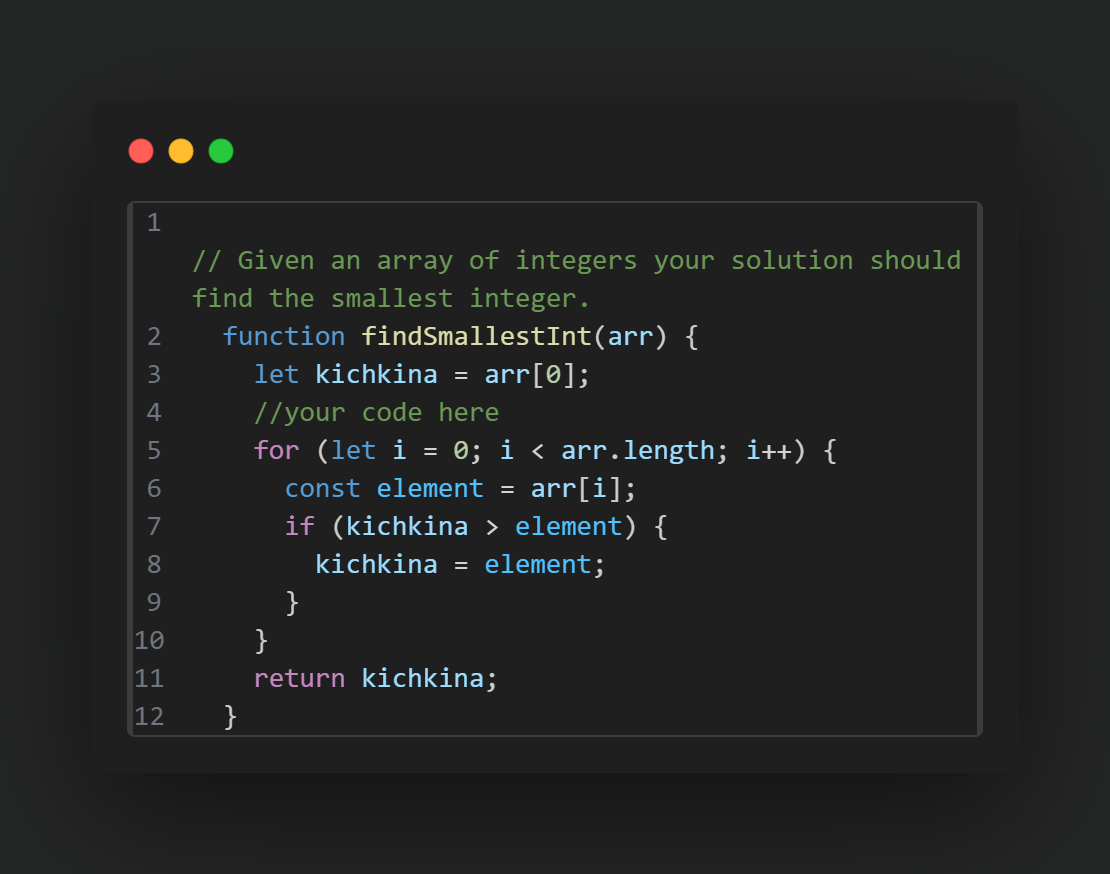 1
// Given an array of integers your solution should
find the smallest integer.
2 function findSmallestInt(arr) {
3 let kichkina = arr[0];
4 //your code here
5 for (let i = 0; i < arr.length; i++) {
6 const element = arr[i];
7 if (kichkina > element) {
8 kichkina = element;
9 }
10 }
11 return kichkina;
12 }